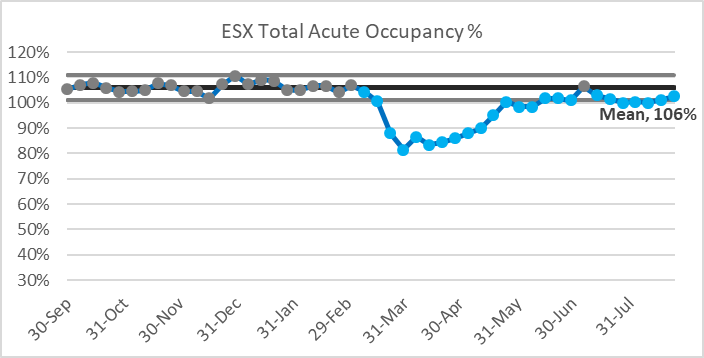 ESX Total Acute Occupancy %
120%
110%
100%
90%
80%
70%
60%
50%
40%
30%
Mean, 106%
30-Sep
31-Oct
30-Nov
31-Dec
31-Jan
29-Feb
31-Mar
30-Apr
31-May
30-Jun
31-Jul